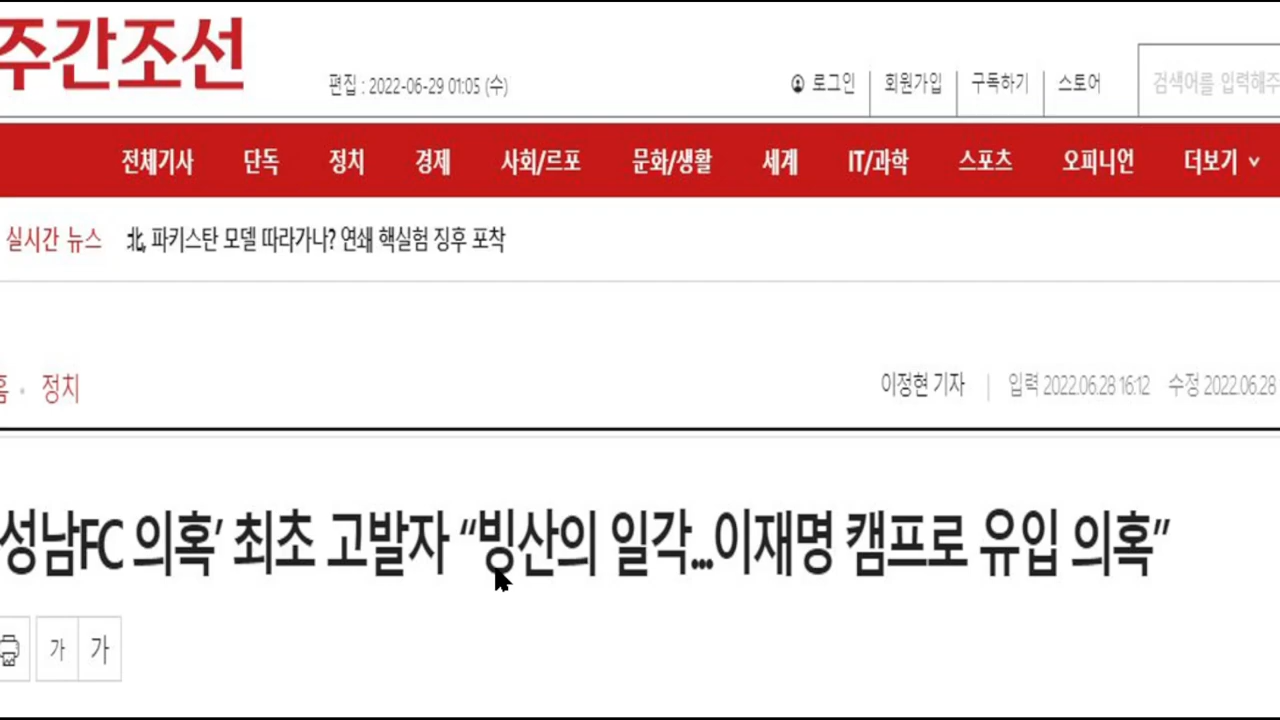 주간조선
편집 : 2022-06-29 01:05 (수)
로그인 회원가입 구독하기 스토어 검색어를 입력해주
전체기사 단독 정치 경제 사회/르포 문화/생활 세계 IT/과학 스포츠 오피니언 더보기
실시간 뉴스 北, 파키스탄 모델 따라가나? 연쇄 핵실험 징후 포착
홈 · 정치
이정현 기자 | 입력 2022.06.28 16:12 수정 2022.06.28
성남FC 의혹’ 최초 고발자 “빙산의 일각...이재명 캠프로 유입 의혹”
가 가